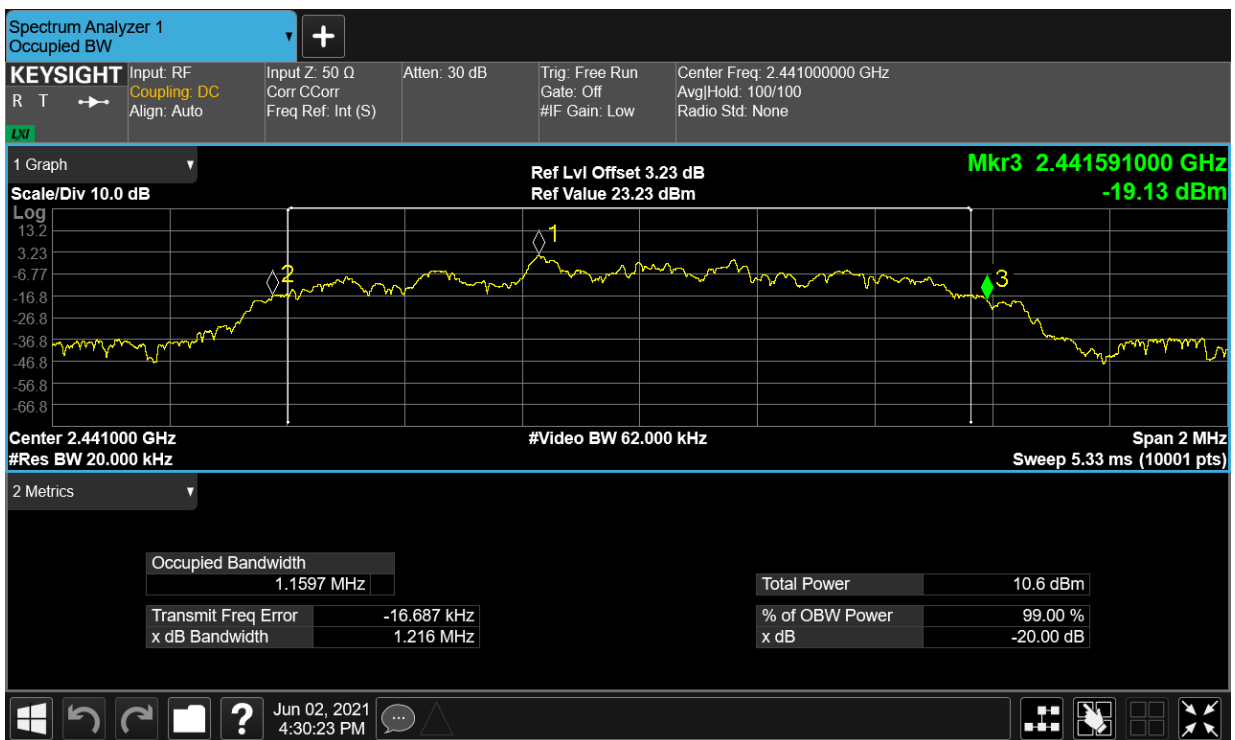 Spectrum Analyzer 1
Occupied BW
+
KEYSIGHT
R T
LXI
Input: RF
Coupling: DC
Align: Auto
Input Z: 50 Ω
Corr CCorr
Freq Ref: Int (S)
Atten: 30 dB
Trig: Free Run
Gate: Off
#IF Gain: Low
Center Freq: 2.441000000 GHz
Avg|Hold: 100/100
Radio Std: None
1 Graph
Scale/Div 10.0 dB
Ref Lvl Offset 3.23 dB
Ref Value 23.23 dBm
Mkr3 2.441591000 GHz
-19.13 dBm
Log
13.2
3.23
-6.77
-16.8
-26.8
-36.8
-46.8
-56.8
-66.8
1
2
3
Center 2.441000 GHz
#Video BW 62.000 kHz
Span 2 MHz
#Res BW 20.000 kHz
Sweep 5.33 ms (10001 pts)
2 Metrics
Occupied Bandwidth
1.1597 MHz
Transmit Freq Error -16.687 kHz
x dB Bandwidth 1.216 MHz
Total Power 10.6 dBm
% of OBW Power 99.00 %
x dB -20.00 dB
?
Jun 02, 2021
4:30:23 PM